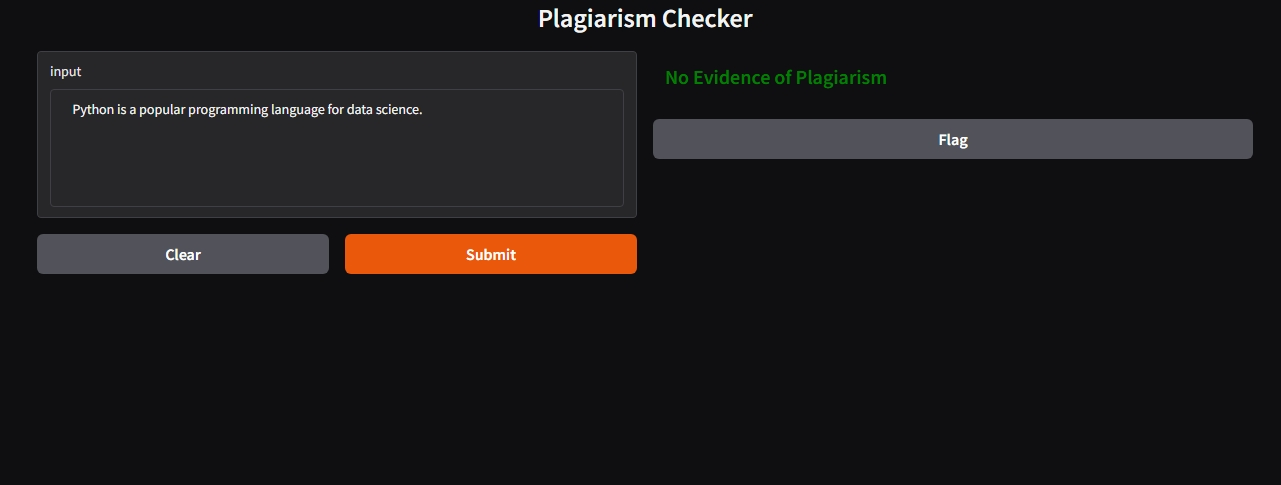 Plagiarism Checker
input
Python is a popular programming language for data science.
Clear
Submit
No Evidence of Plagiarism
Flag